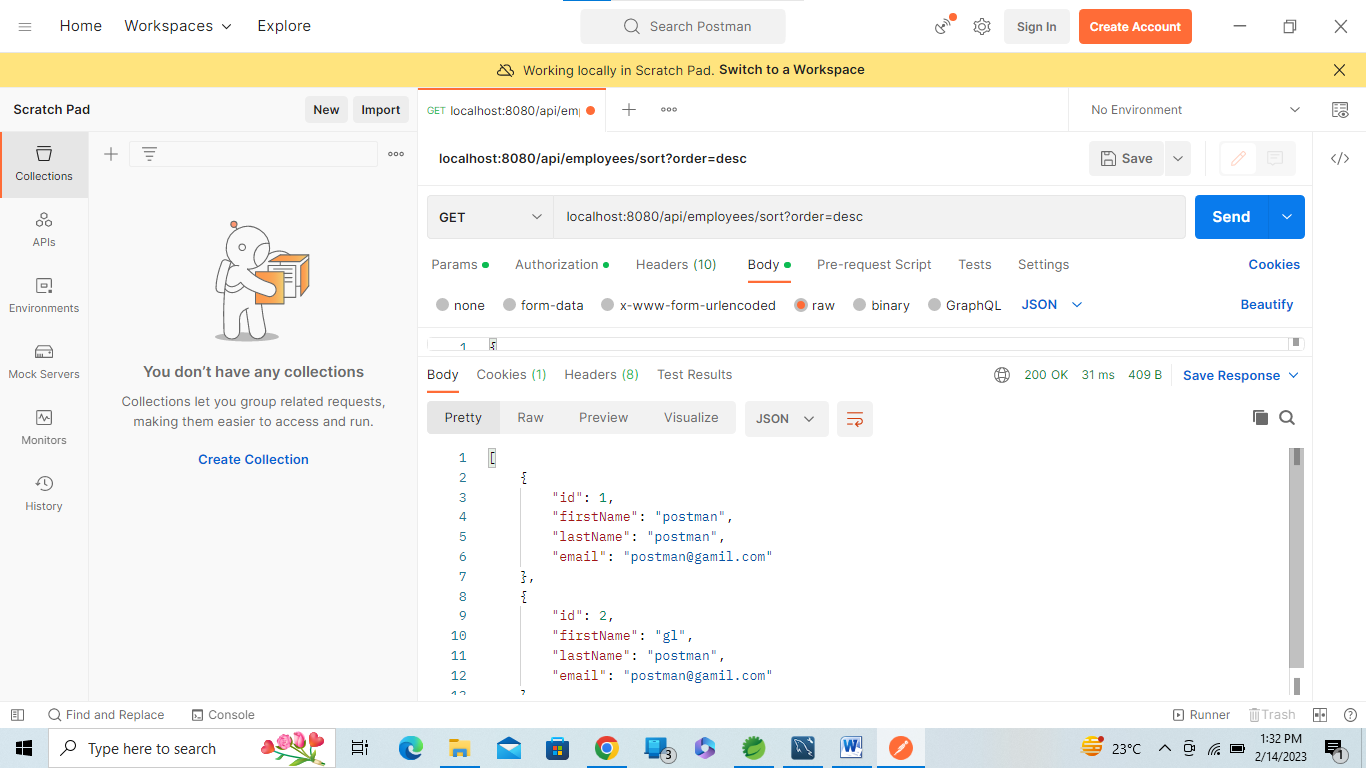 Home Workspaces Explore Search Postman Sign In Create Account
Working locally in Scratch Pad. Switch to a Workspace
Scratch Pad New Import GET localhost:8080/api/em No Environment
localhost:8080/api/employees/sort?order=desc Save
Collections
GET localhost:8080/api/employees/sort?order=desc Send
APIs
Params Authorization Headers (10) Body Pre-request Script Tests Settings Cookies
none form-data x-www-form-urlencoded raw binary GraphQL JSON Beautify
Environments
1 {
Mock Servers
You don't have any collections
Collections let you group related requests,
making them easier to access and run.
Create Collection
Monitors
History
Body Cookies (1) Headers (8) Test Results 200 OK 31 ms 409 B Save Response
Pretty Raw Preview Visualize JSON
1 [
2 {
3 "id": 1,
4 "firstName": "postman",
5 "lastName": "postman",
6 "email": "postman@gamil.com"
7 },
8 {
9 "id": 2,
10 "firstName": "gl",
11 "lastName": "postman",
12 "email": "postman@gamil.com"
Find and Replace Console Runner Trash
Type here to search 3 23°C 1:32 PM
2/14/2023 1